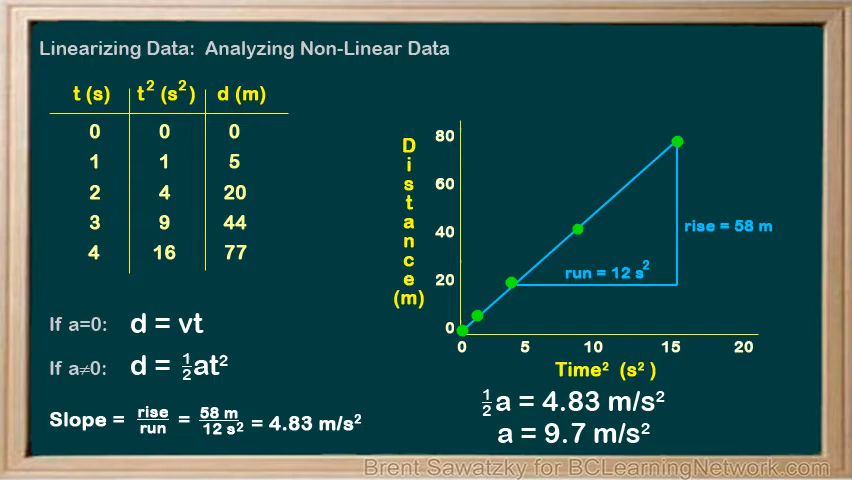 Linearizing Data: Analyzing Non-Linear Data
t (s) t² (s²) d (m)
0 0 0
1 1 5
2 4 20
3 9 44
4 16 77
If a=0: d = vt
If a≠0: d = ½at²
Slope = rise/run = 58 m/12 s² = 4.83 m/s²
Distance (m)
80
60
40
20
0
rise = 58 m
run = 12 s²
0 5 10 15 20
Time² (s²)
½a = 4.83 m/s²
a = 9.7 m/s²
Brent Sawatzky for BCLearningNetwork.com